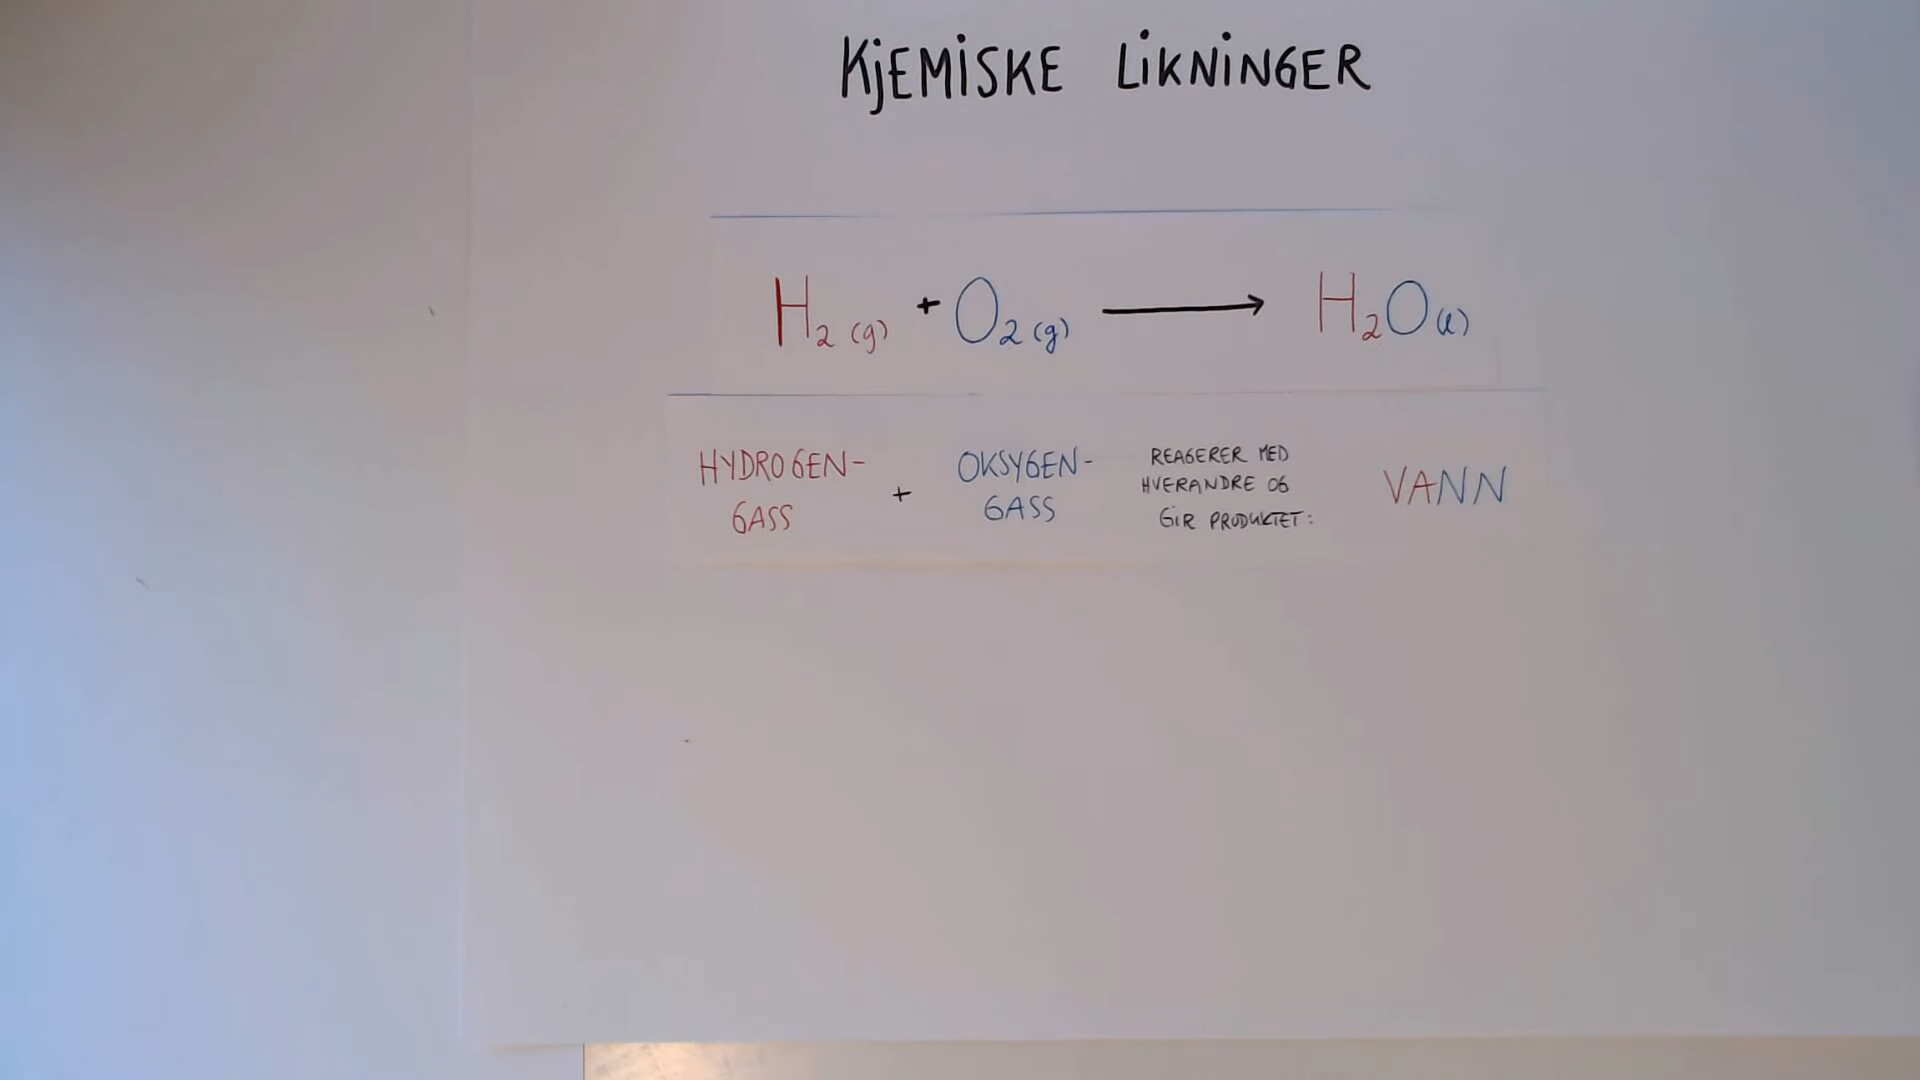 KjEMiSKE LiKNiNGER
H₂ (g) + O₂ (g) → H₂O (l)
HYDROGEN- + OKSYGEN- REAGERER MED VANN
GASS GASS HVERANDRE OG
GiR PRODUKTET: